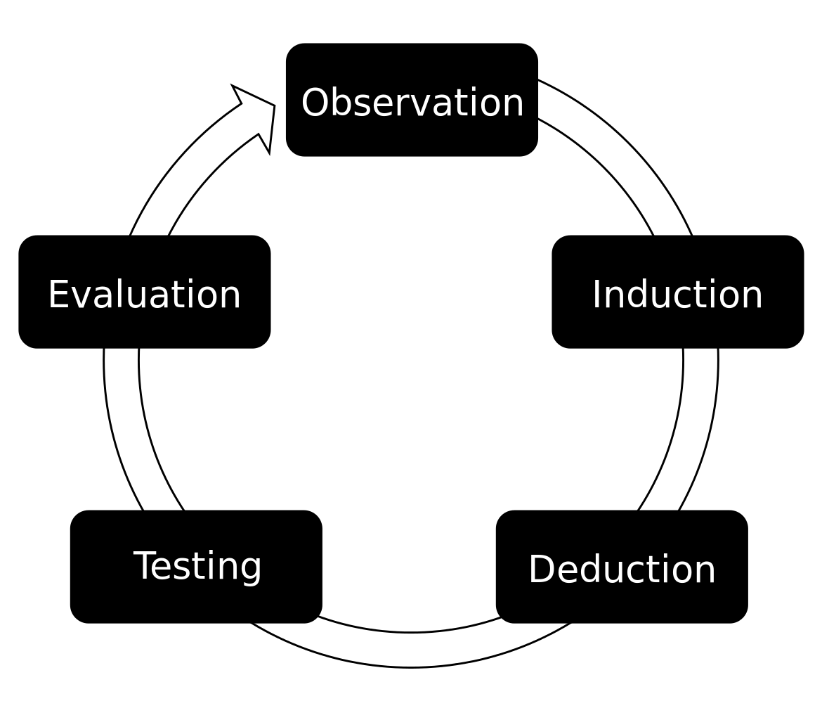 Observation
Induction
Deduction
Testing
Evaluation